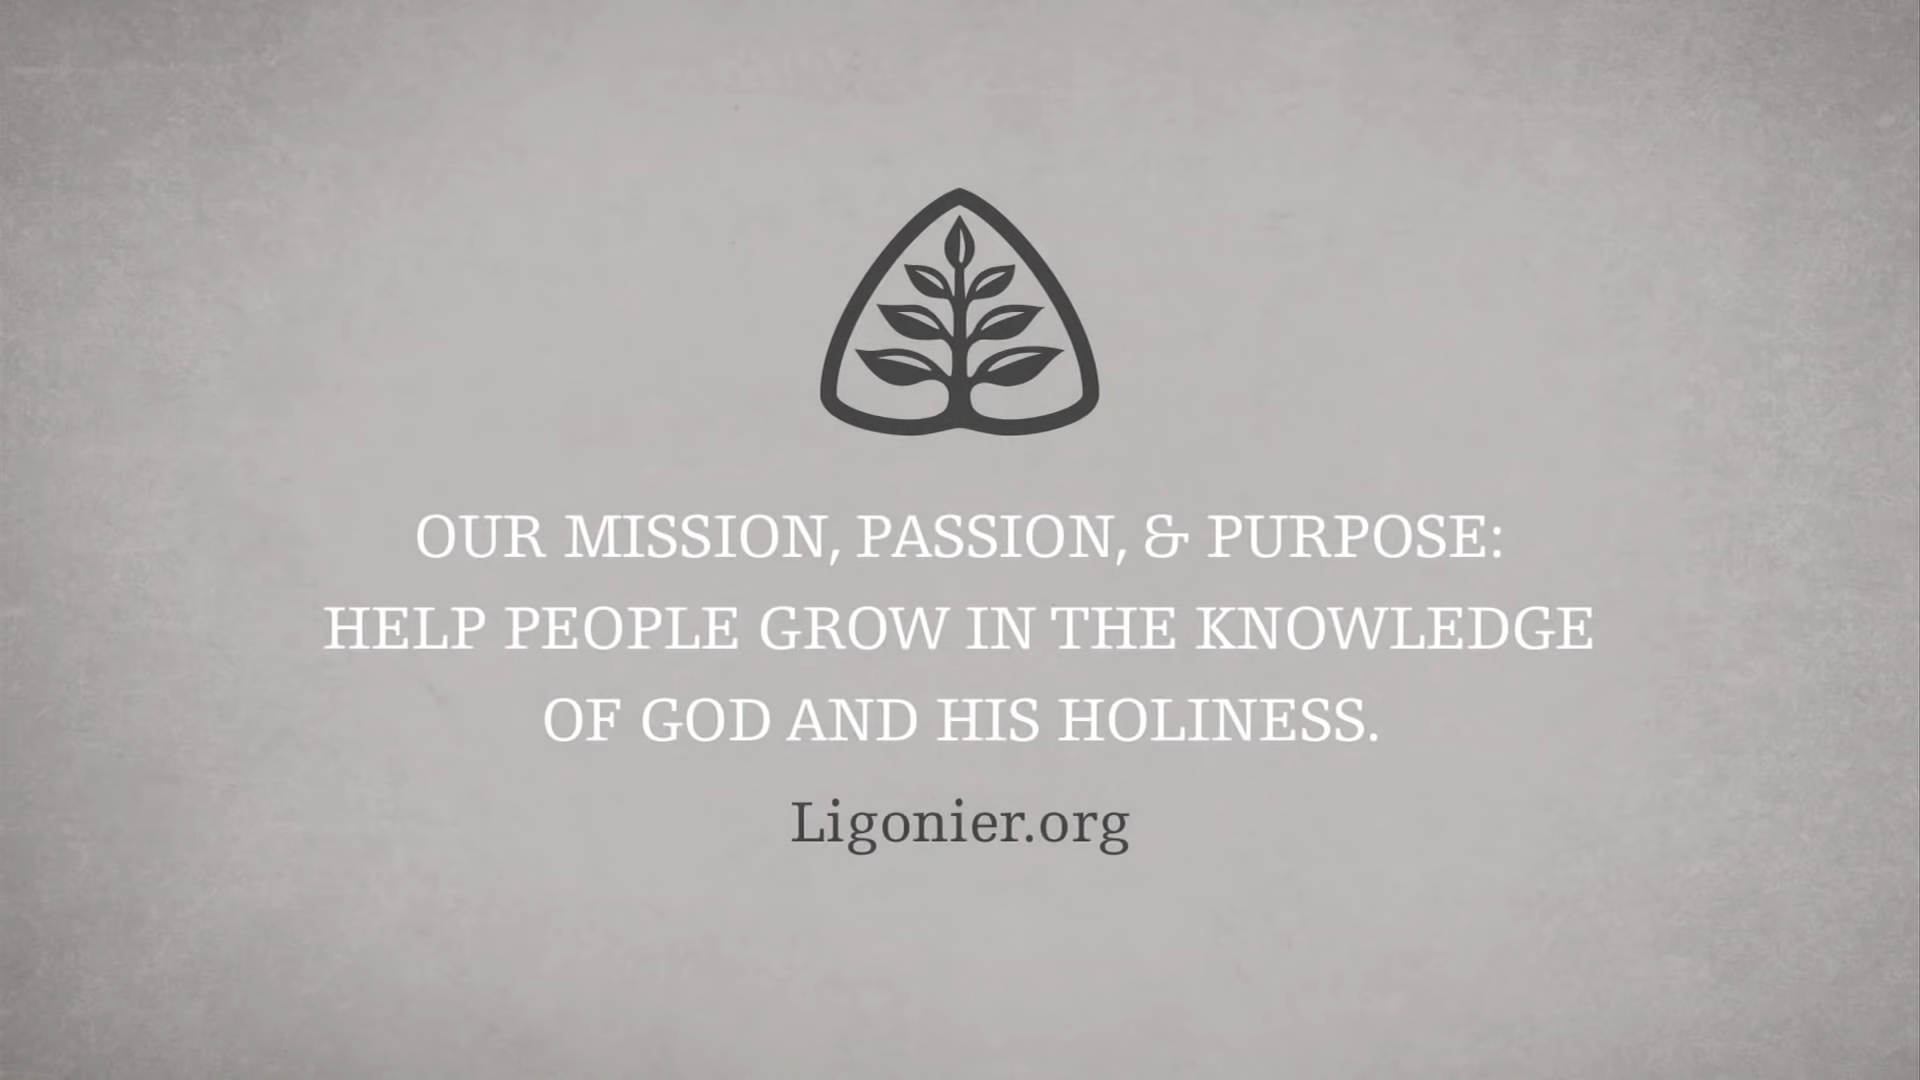 OUR MISSION, PASSION, & PURPOSE:
HELP PEOPLE GROW IN THE KNOWLEDGE
OF GOD AND HIS HOLINESS.
Ligonier.org